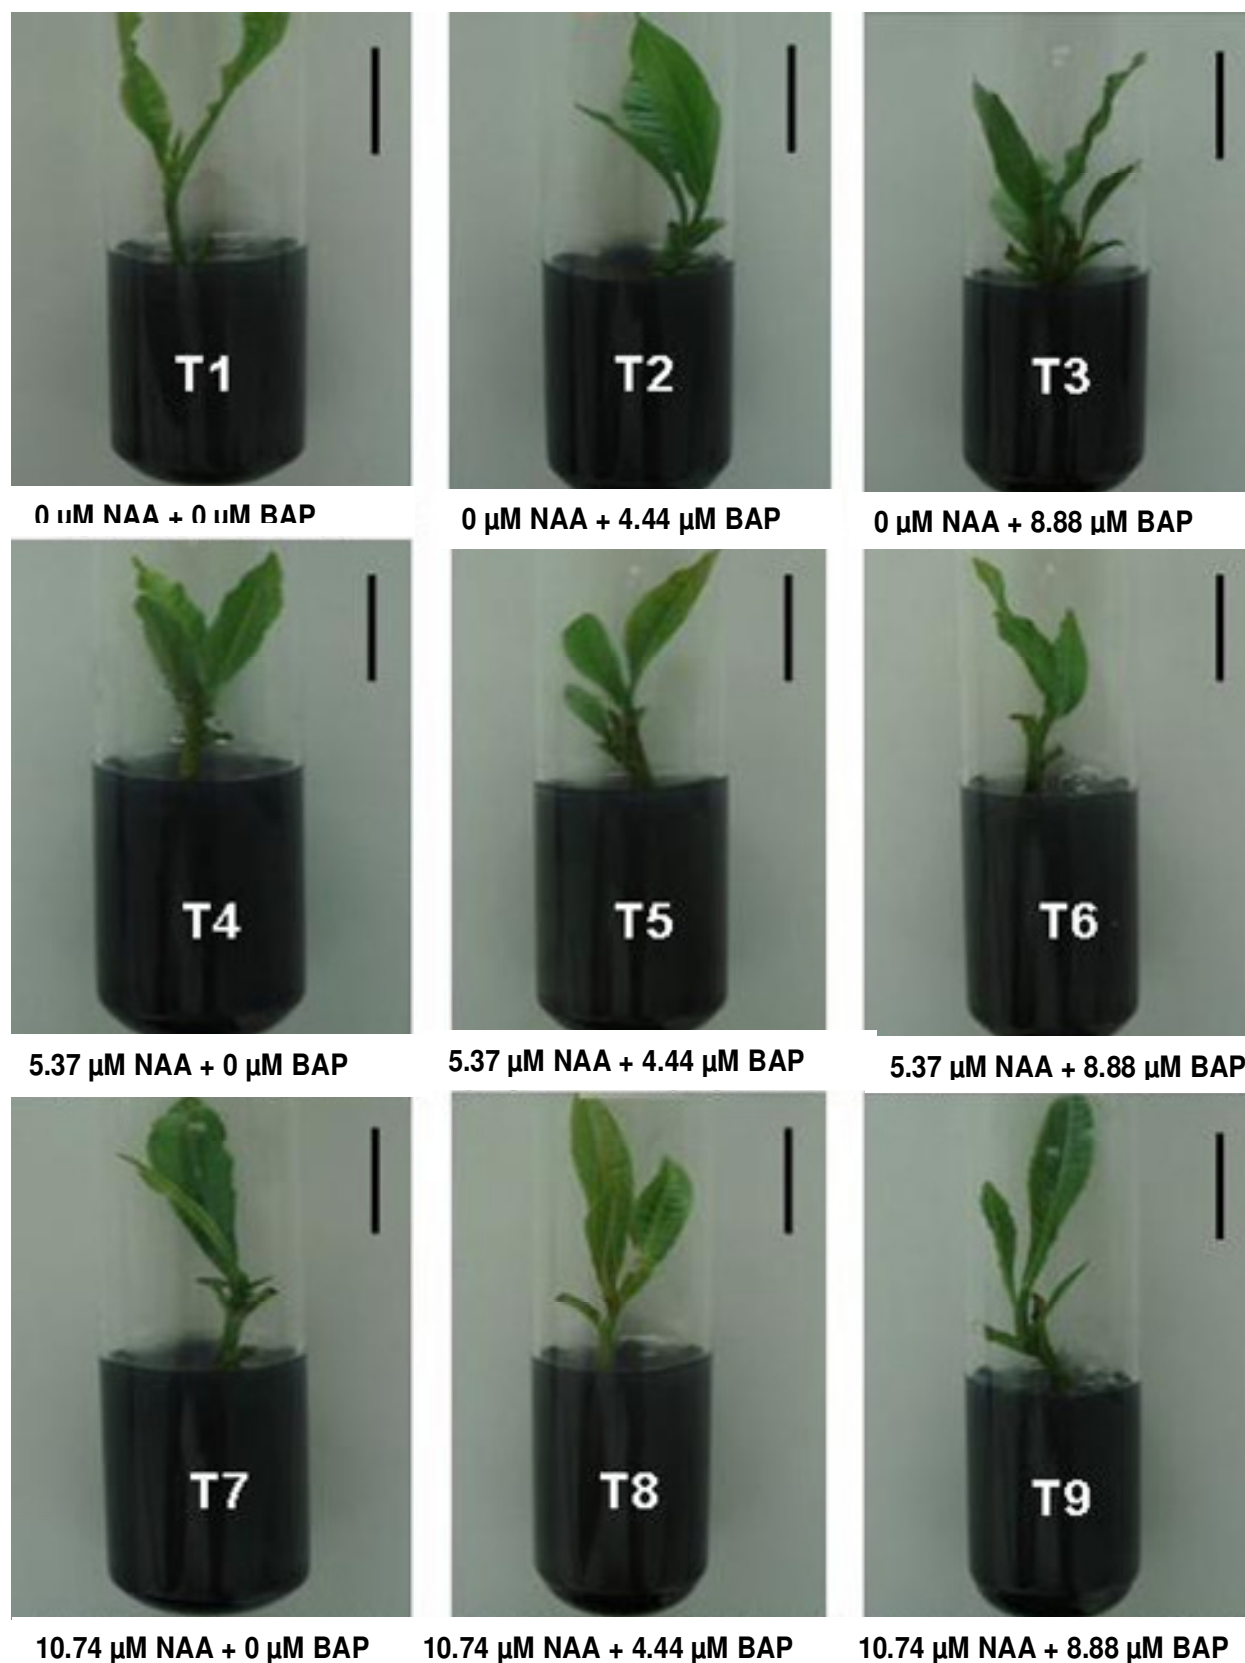 T1
T2
T3
0 µM NAA + 0 µM BAP
0 µM NAA + 4.44 µM BAP
0 µM NAA + 8.88 µM BAP
T4
T5
T6
5.37 µM NAA + 0 µM BAP
5.37 µM NAA + 4.44 µM BAP
5.37 µM NAA + 8.88 µM BAP
T7
T8
T9
10.74 µM NAA + 0 µM BAP
10.74 µM NAA + 4.44 µM BAP
10.74 µM NAA + 8.88 µM BAP